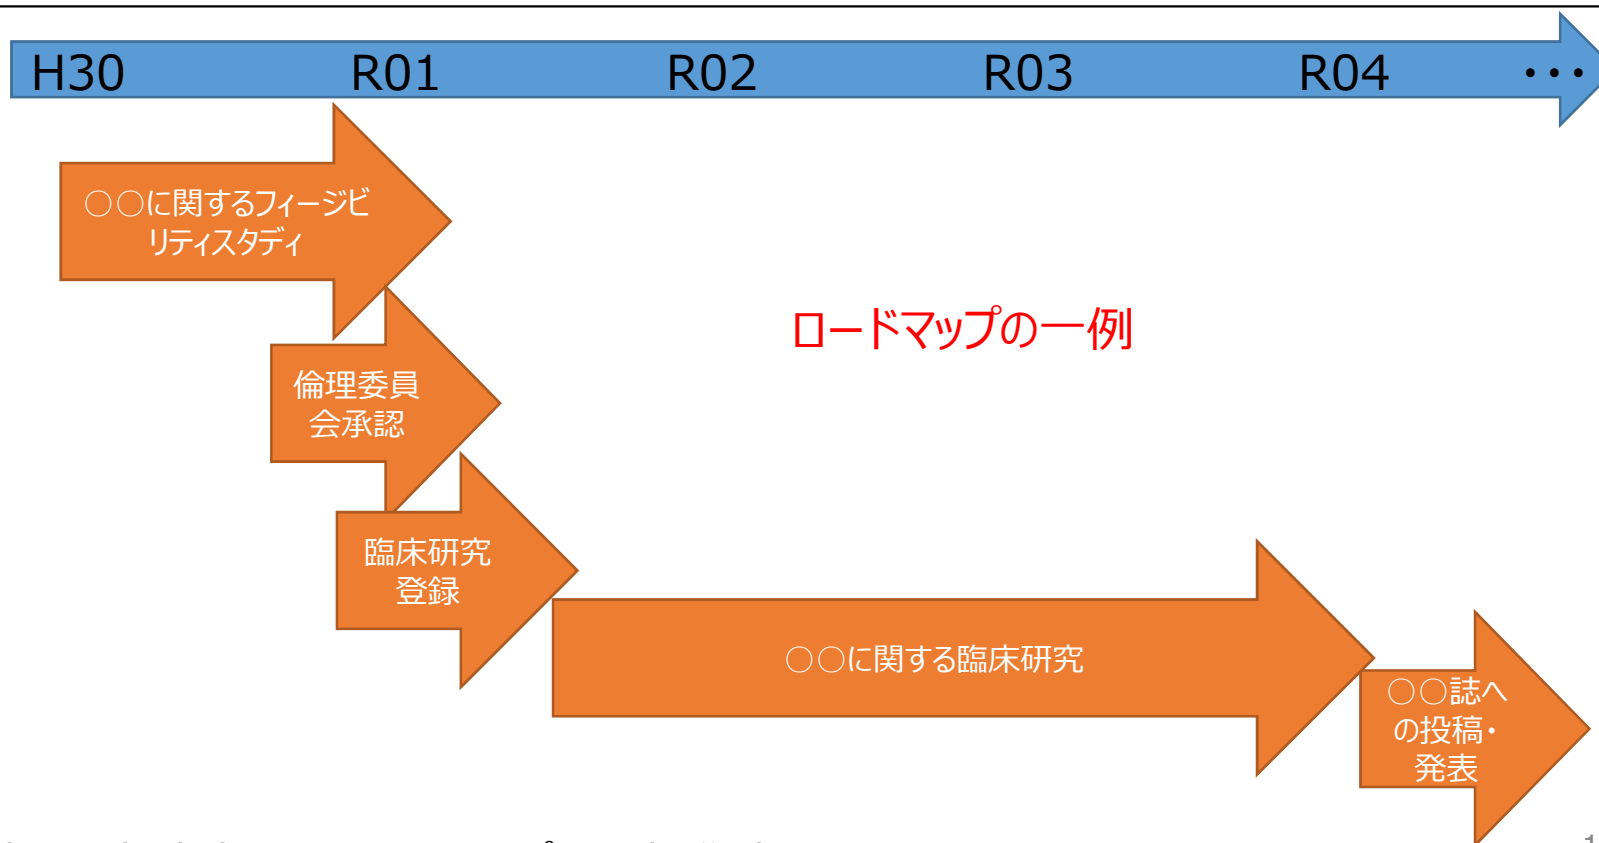 H30 R01 R02 R03 R04 ・・・
○○に関するフィージビ
リティスタディ
ロードマップの一例
倫理委員
会承認
臨床研究
登録
○○に関する臨床研究
○○誌へ
の投稿・
発表